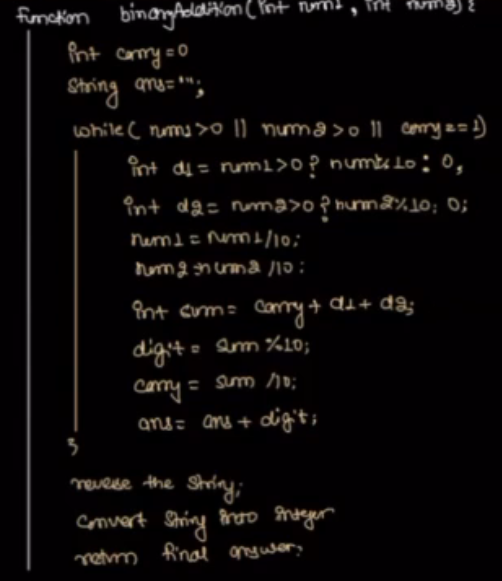 function binaryAddition(int num1, int num2){
int carry=0
String ans="";
while( num1>0 || num2>0 || carry==1)
int d1= num1>0? num1%10: 0,
int d2= num2>0? num2%10: 0;
num1= num1/10;
num2=num2/10;
int sum= carry+ d1+ d2;
digit= sum %10;
carry= sum /10;
ans= ans + digit;
}
reverse the string;
convert string into integer
return final answer;